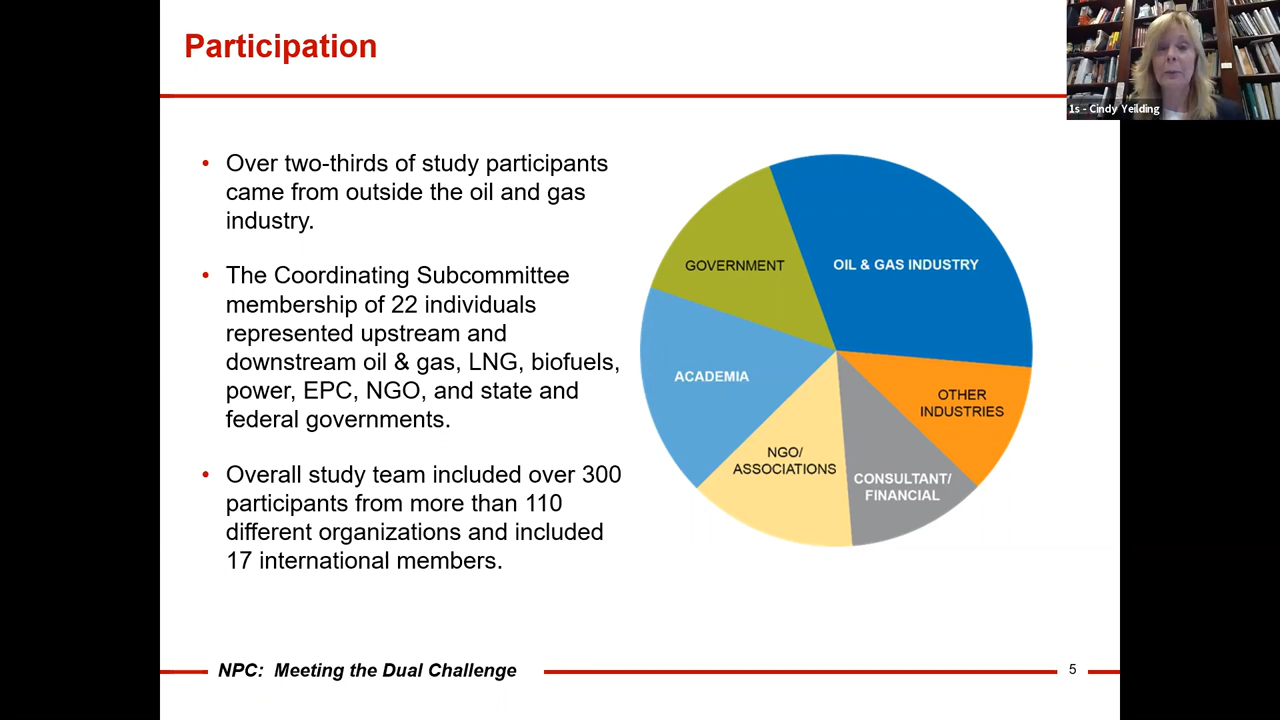 Participation
1s - Cindy Yeilding
• Over two-thirds of study participants
came from outside the oil and gas
industry.
• The Coordinating Subcommittee
membership of 22 individuals
represented upstream and
downstream oil & gas, LNG, biofuels,
power, EPC, NGO, and state and
federal governments.
• Overall study team included over 300
participants from more than 110
different organizations and included
17 international members.
GOVERNMENT
OIL & GAS INDUSTRY
ACADEMIA
OTHER
INDUSTRIES
NGO/
ASSOCIATIONS
CONSULTANT/
FINANCIAL
NPC: Meeting the Dual Challenge
5